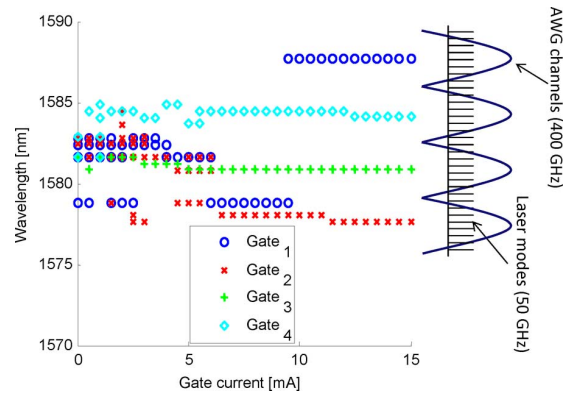 1590
1585
1580
1575
1570
Wavelength [nm]
0
5
10
15
Gate current [mA]
Gate 1
Gate 2
Gate 3
Gate 4
AWG channels (400 GHz)
Laser modes (50 GHz)